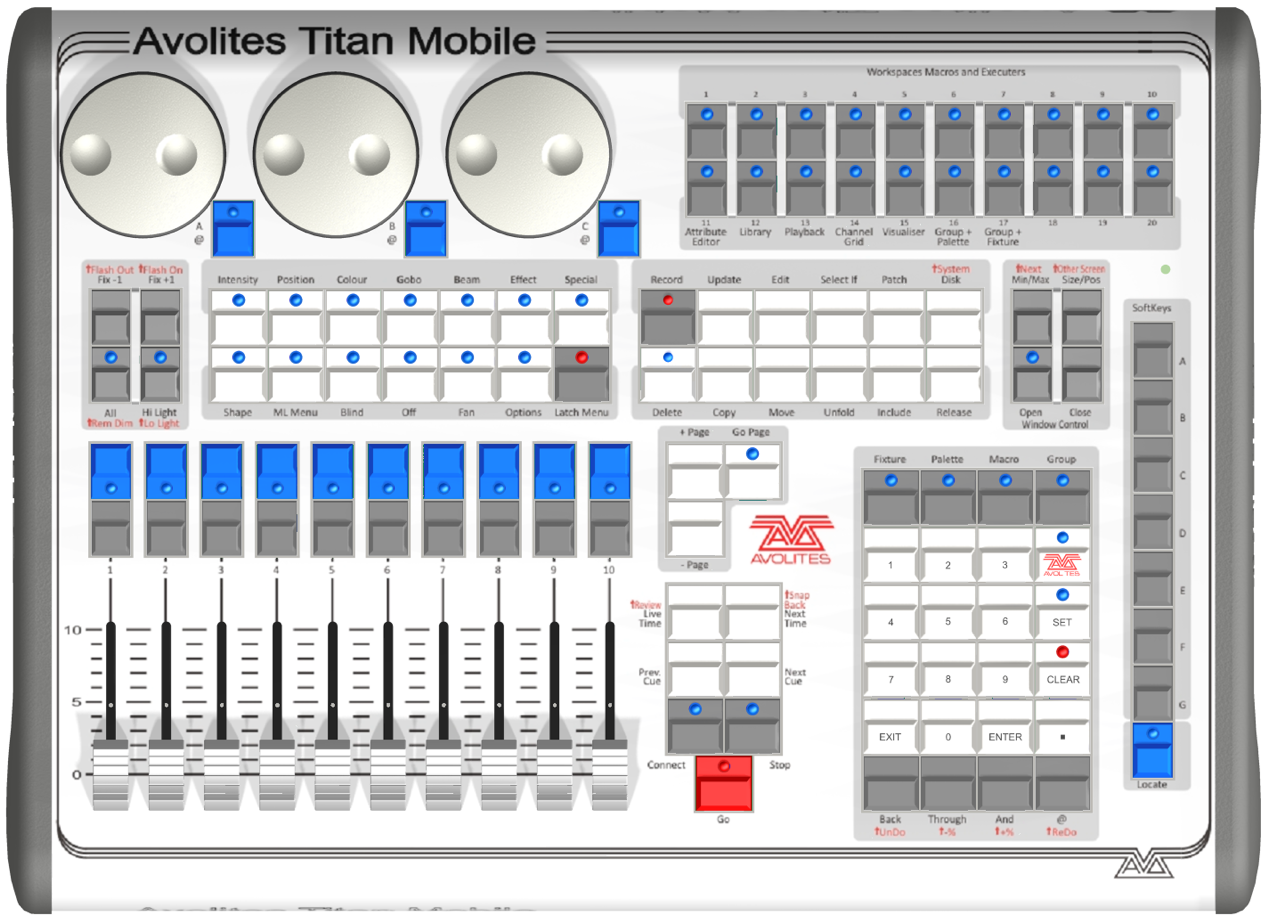 Avolites Titan Mobile
Workspaces Macros and Executers
1 2 3 4 5 6 7 8 9 10
11 12 13 14 15 16 17 18 19 20
Attribute Library Playback Channel Visualiser Group + Group +
Editor Grid Palette Fixture
A
@
B
@
C
@
↑Flash Out ↑Flash On
Fix -1 Fix +1
All Hi Light
↑Rem Dim ↑Lo Light
Intensity Position Colour Gobo Beam Effect Special
Shape ML Menu Blind Off Fan Options Latch Menu
↑System
Record Update Edit Select If Patch Disk
Delete Copy Move Unfold Include Release
↑Next ↑Other Screen
Min/Max Size/Pos
Open Close
Window Control
SoftKeys
A
B
C
D
E
F
G
Locate
1 2 3 4 5 6 7 8 9 10
10
5
0
+ Page Go Page
- Page
AVOLITES
↑Review
Live
Time
↑Snap
Back
Next
Time
Prev.
Cue
Next
Cue
Connect Stop
Go
Fixture Palette Macro Group
1 2 3 AVOLITES
4 5 6 SET
7 8 9 CLEAR
EXIT 0 ENTER ▪
Back Through And @
↑UnDo ↑-% ↑+% ↑ReDo
AVA